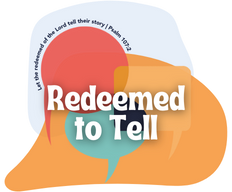 Let the redeemed of the Lord tell their story | Psalm 107:2
Redeemed
to Tell